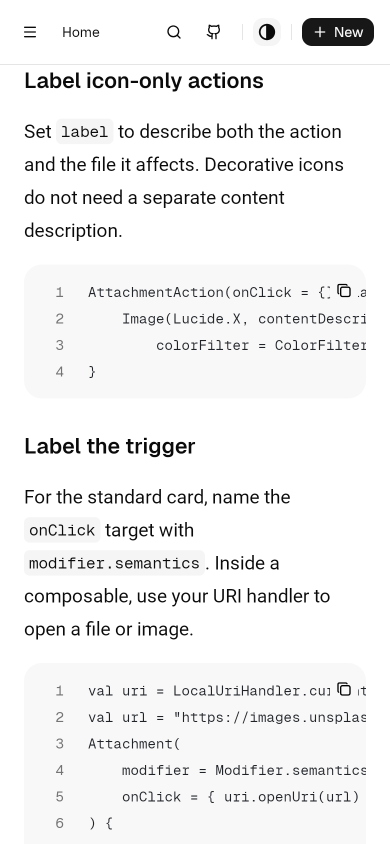 Home
New
Label icon-only actions
Set label to describe both the action
and the file it affects. Decorative icons
do not need a separate content
description.
1 AttachmentAction(onClick = {}
2     Image(Lucide.X, contentDescri
3         colorFilter = ColorFilter
4 }
Label the trigger
For the standard card, name the
onClick target with
modifier.semantics. Inside a
composable, use your URI handler to
open a file or image.
1 val uri = LocalUriHandler.cur
2 val url = "https://images.unsplas
3 Attachment(
4     modifier = Modifier.semantics
5     onClick = { uri.openUri(url)
6 ) {